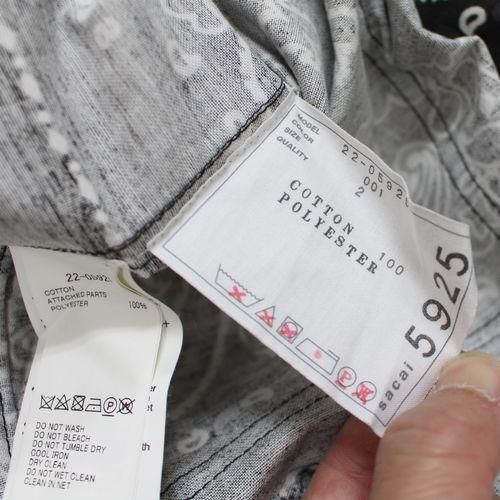 MODEL 22-0592
COLOR 001
SIZE 2
QUALITY
COTTON 100
POLYESTER
sacai 5925
22-0592
COTTON
ATTACHED PARTS
POLYESTER 100%
DO NOT WASH
DO NOT BLEACH
DO NOT TUMBLE DRY
COOL IRON
DRY CLEAN
DO NOT WET CLEAN
CLEAN IN NET